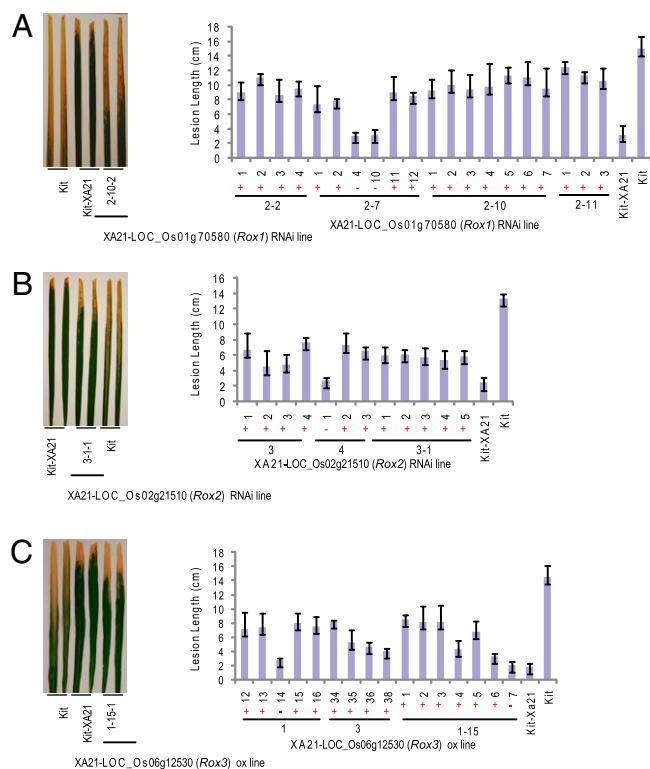 A
Kit
Kit-XA21
2-10-2
Lesion Length (cm)
18
16
14
12
10
8
6
4
2
0
1 2 3 4 1 2 4 10 11 12 1 2 3 4 5 6 7 1 2 3 Kit-XA21 Kit
+ + + + + + - - + + + + + + + + + + + +
2-2 2-7 2-10 2-11
XA21-LOC_Os01g70580 (Rox1) RNAi line
XA21-LOC_Os01g70580 (Rox1) RNAi line
B
Kit-XA21
3-1-1
Kit
Lesion Length (cm)
16
14
12
10
8
6
4
2
0
1 2 3 4 1 2 3 1 2 3 4 5 Kit-XA21 Kit
+ + + + - + + + + + + +
3 4 3-1
XA21-LOC_Os02g21510 (Rox2) RNAi line
XA21-LOC_Os02g21510 (Rox2) RNAi line
C
Kit
Kit-XA21
1-15-1
Lesion Length (cm)
18
16
14
12
10
8
6
4
2
0
12 13 14 15 16 34 35 36 38 1 2 3 4 5 6 7 Kit-Xa21 Kit
+ + - + + + + + + + + + + + + -
1 3 1-15
XA21-LOC_Os06g12530 (Rox3) ox line
XA21-LOC_Os06g12530 (Rox3) ox line